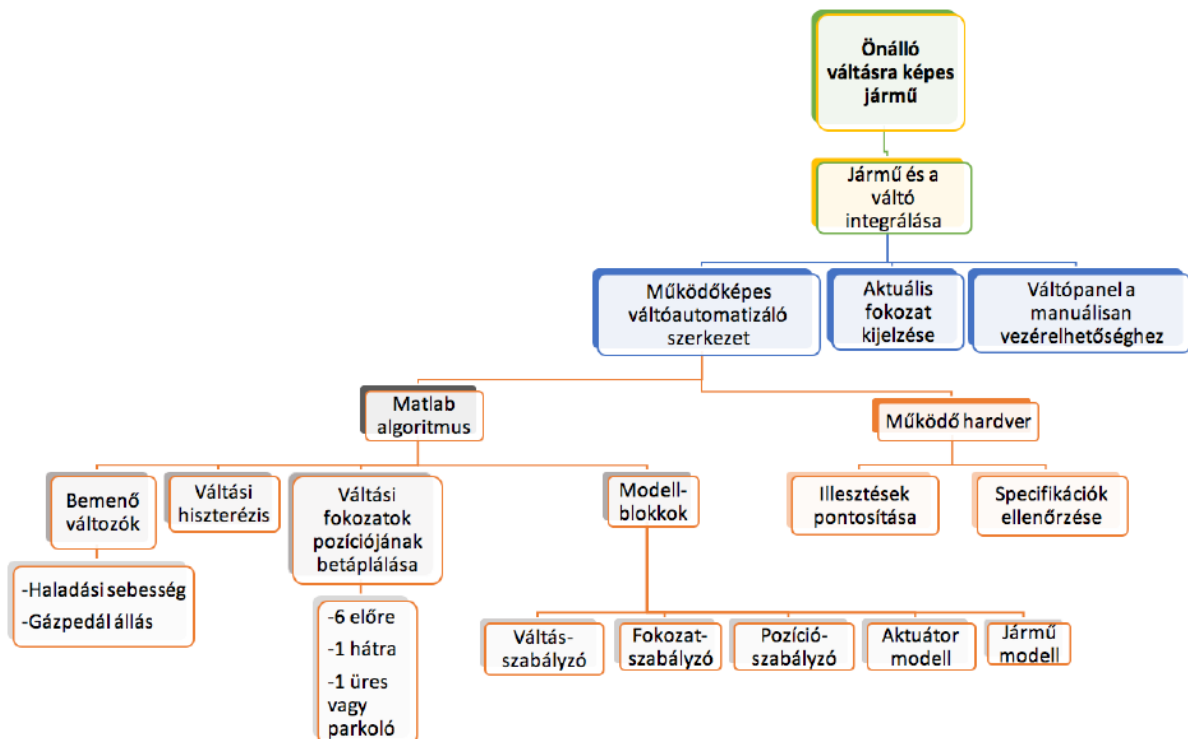 Önálló
váltásra képes
jármű
Jármű és a
váltó
integrálása
Működőképes
váltóautomatizáló
szerkezet
Aktuális
fokozat
kijelzése
Váltópanel a
manuálisan
vezérelhetőséghez
Matlab
algoritmus
Működő hardver
Bemenő
változók
Váltási
hiszterézis
Váltási
fokozatok
pozíciójának
betáplálása
Modell-
blokkok
Illesztések
pontosítása
Specifikációk
ellenőrzése
-Haladási sebesség
-Gázpedál állás
-6 előre
-1 hátra
-1 üres
vagy
parkoló
Váltás-
szabályzó
Fokozat-
szabályzó
Pozíció-
szabályzó
Aktuátor
modell
Jármű
modell